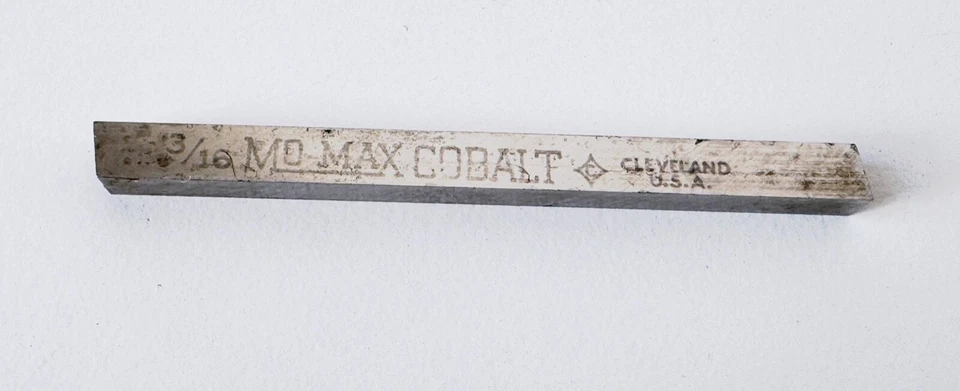 3/16 MO-MAX COBALT CLEVELAND
U.S.A.